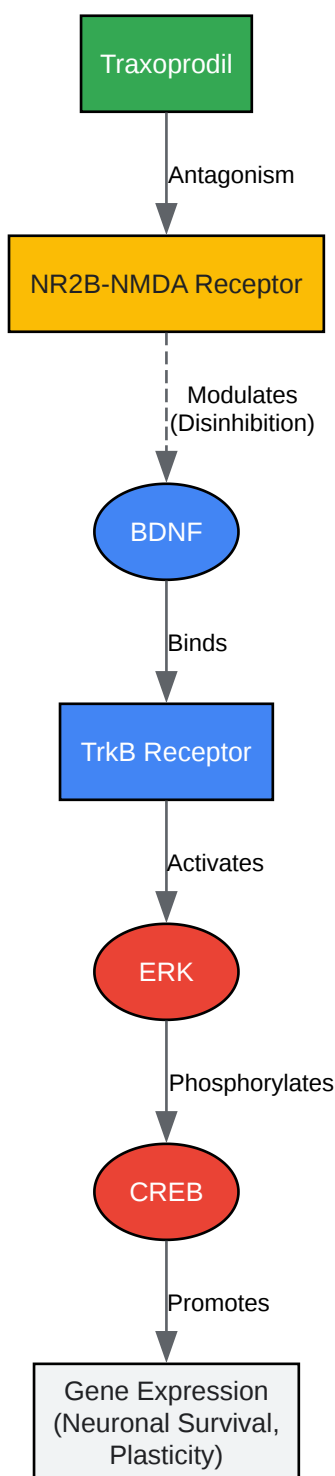 Traxoprodil
Antagonism
NR2B-NMDA Receptor
Modulates
(Disinhibition)
BDNF
Binds
TrkB Receptor
Activates
ERK
Phosphorylates
CREB
Promotes
Gene Expression
(Neuronal Survival,
Plasticity)